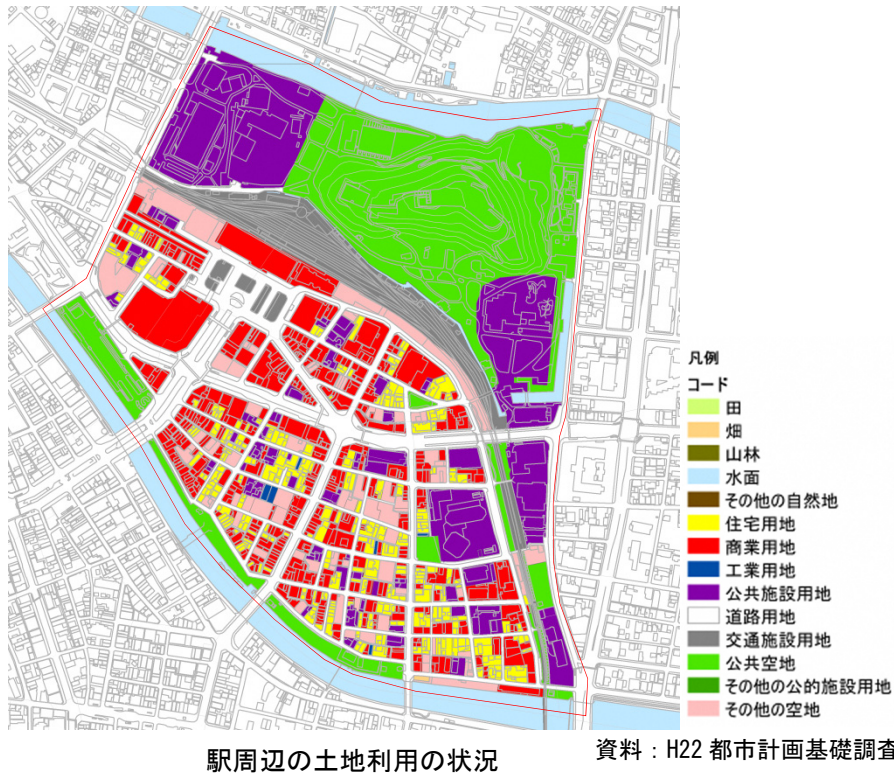 凡例
コード
田
畑
山林
水面
その他の自然地
住宅用地
商業用地
工業用地
公共施設用地
道路用地
交通施設用地
公共空地
その他の公的施設用地
その他の空地
駅周辺の土地利用の状況
資料：H22 都市計画基礎調査